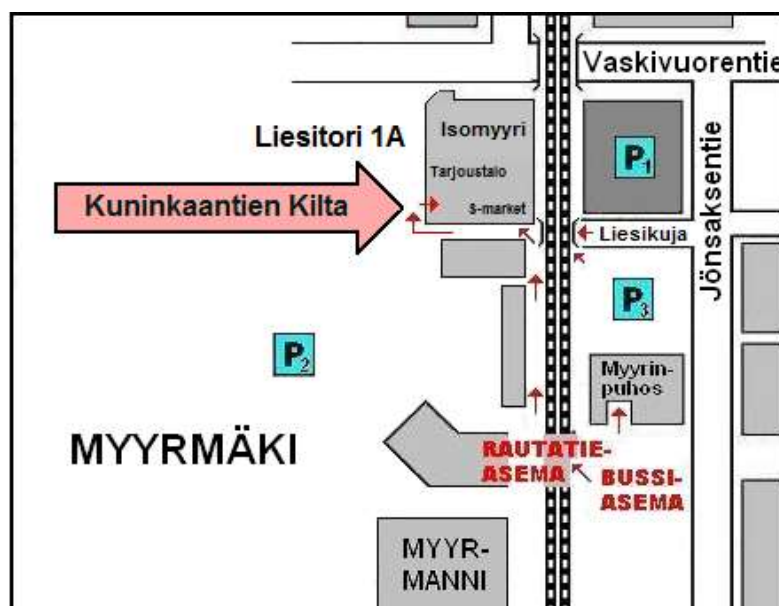 Vaskivuorentie
Isomyyri
Liesitori 1A
P1
Tarjoustalo
Kuninkaantien Kilta
S-market
Liesikuja
Jönsaksentie
P3
P2
Myyrin-
puhos
MYYRMÄKI
RAUTATIE-
ASEMA
BUSSI-
ASEMA
MYYR-
MANNI